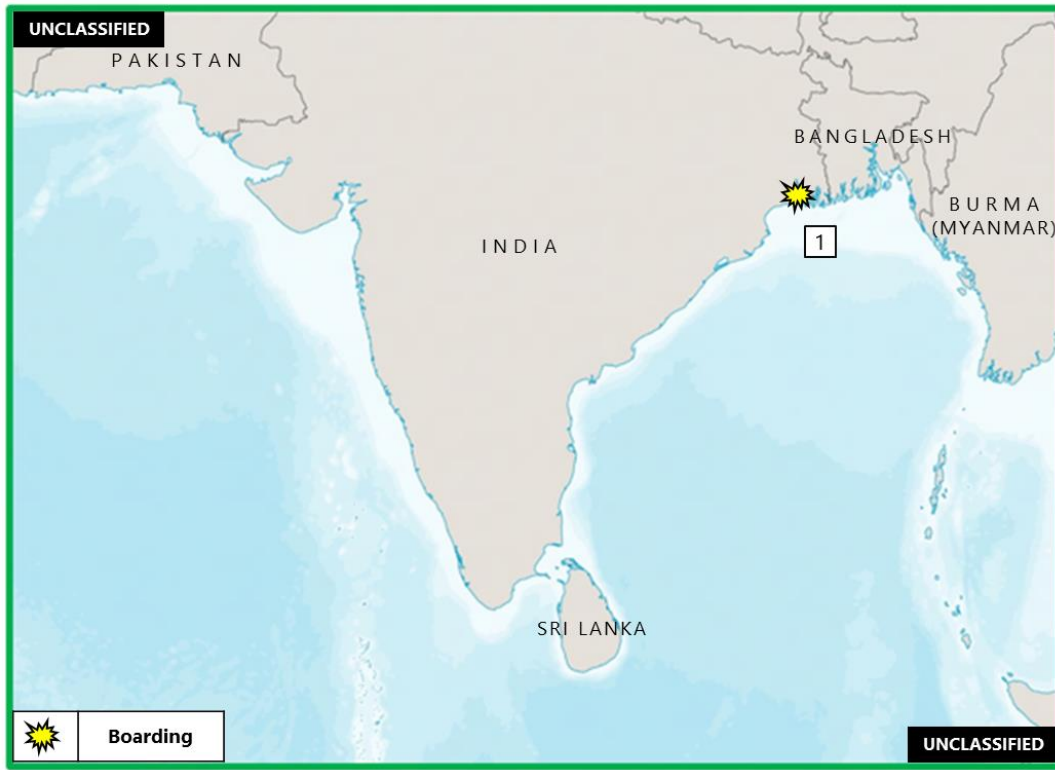 UNCLASSIFIED
PAKISTAN
BANGLADESH
BURMA
(MYANMAR)
INDIA
1
SRI LANKA
Boarding
UNCLASSIFIED